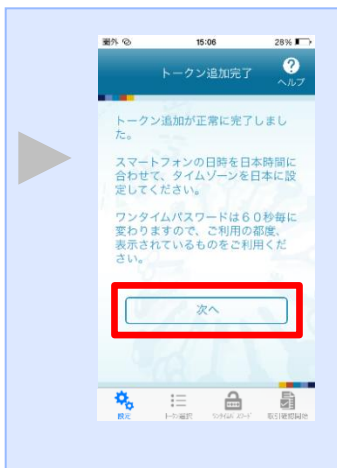 圏外 15:06 28%
トークン追加完了
?
ヘルプ
トークン追加が正常に完了しまし
た。
スマートフォンの日時を日本時間に
合わせて、タイムゾーンを日本に設
定してください。
ワンタイムパスワードは６０秒毎に
変わりますので、ご利用の都度、
表示されているものをご利用くだ
さい。
次へ
設定 トークン選択 ワンタイムパスワード 取引確認開始